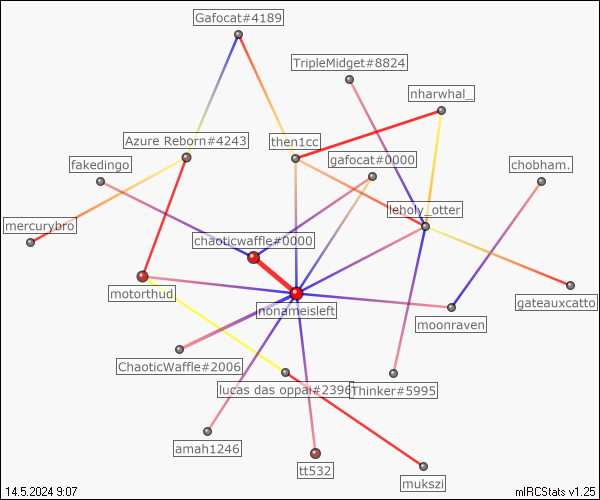 Gafocat#4189
TripleMidget#8824
nharwhal_
Azure Reborn#4243
then1cc
gafocat#0000
fakedingo
chobham.
leholy_otter
mercurybro
chaoticwaffle#0000
motorthud
nonameisleft
gateauxcatto
moonraven
ChaoticWaffle#2006
lucas das oppai#2396
Thinker#5995
amah1246
tt532
mukszi
14.5.2024 9:07
mIRCStats v1.25